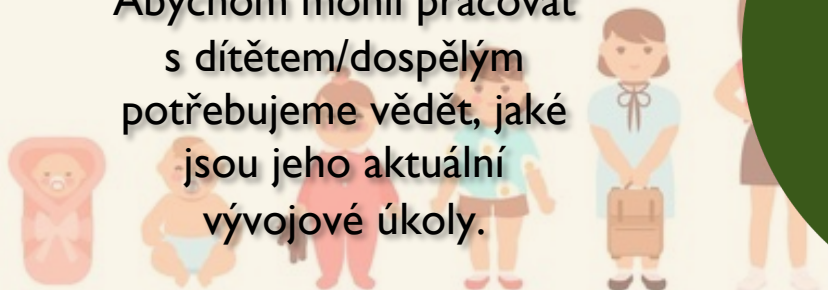 Abychom mohli pracovat
s dítětem/dospělým
potřebujeme vědět, jaké
jsou jeho aktuální
vývojové úkoly.